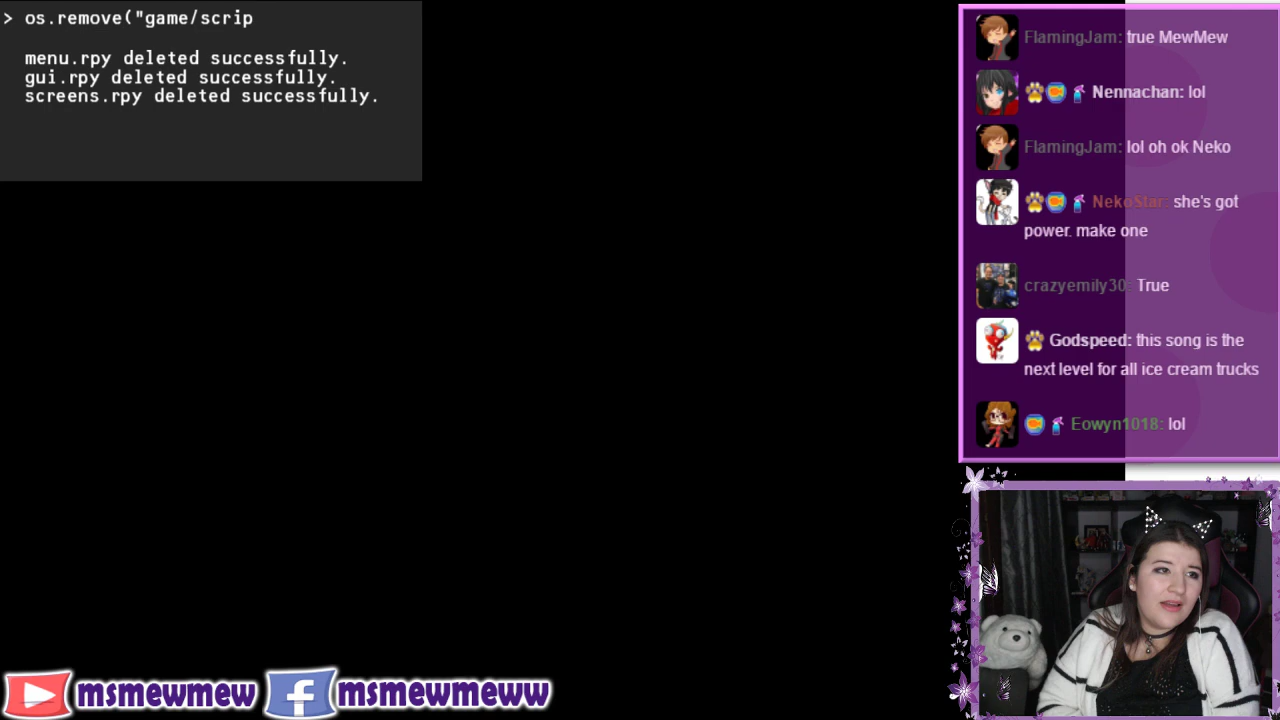 > os.remove("game/scrip
menu.rpy deleted successfully.
gui.rpy deleted successfully.
screens.rpy deleted successfully.
FlamingJam: true MewMew
Nennachan: lol
FlamingJam: lol oh ok Neko
NekoStar: she's got
power. make one
crazyemily30: True
Godspeed: this song is the
next level for all ice cream trucks
Eowyn1018: lol
msmewmew
msmewmeww